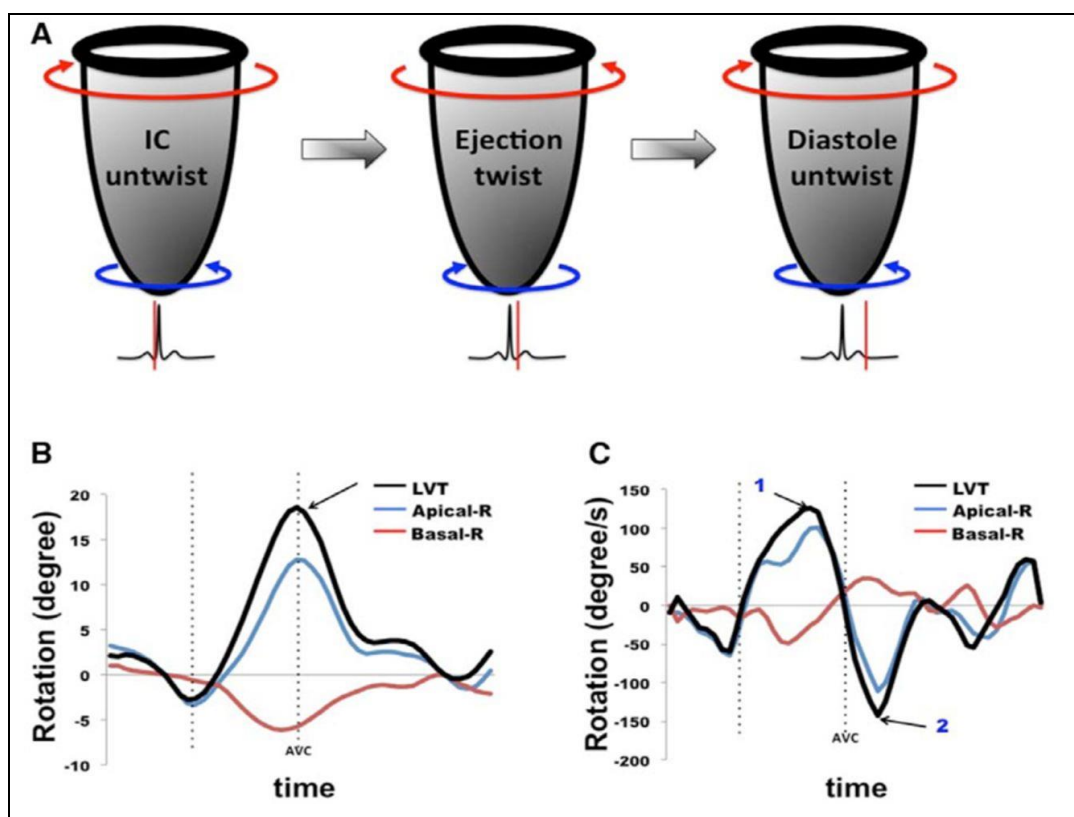 A
IC
untwist
Ejection
twist
Diastole
untwist
B
LVT
Apical-R
Basal-R
Rotation (degree)
20
15
10
5
0
-5
-10
AVC
time
C
1
LVT
Apical-R
Basal-R
Rotation (degree/s)
150
100
50
0
-50
-100
-150
-200
2
AVC
time